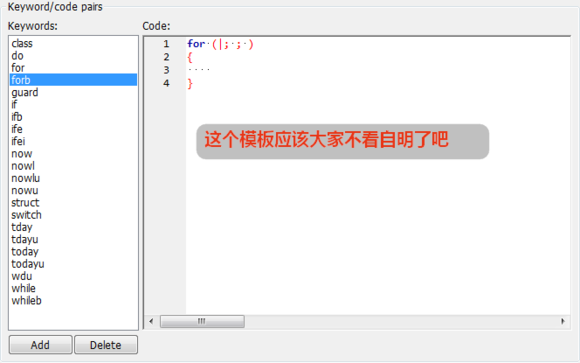 Keyword/code pairs
Keywords:
class
do
for
forb
guard
if
ifb
ife
ifei
now
nowl
nowlu
nowu
struct
switch
tday
tdayu
today
todayu
wdu
while
whileb
Add Delete
Code:
1 for (|; ; )
2 {
3 ····
4 }
这个模板应该大家不看自明了吧